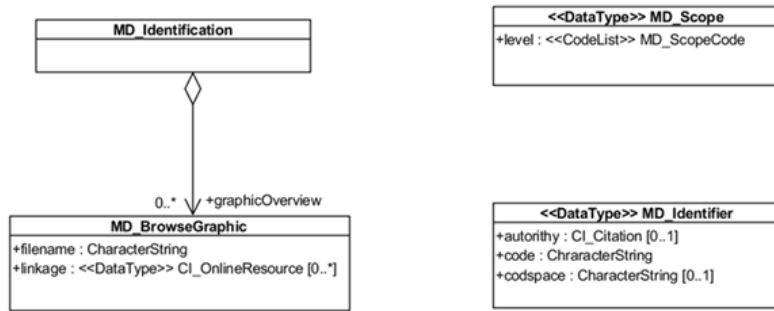 MD_Identification
<<DataType>> MD_Scope
+level : <<CodeList>> MD_ScopeCode
0..* +graphicOverview
MD_BrowseGraphic
+filename : CharacterString
+linkage : <<DataType>> CI_OnlineResource [0..*]
<<DataType>> MD_Identifier
+autorithy : CI_Citation [0..1]
+code : ChraracterString
+codspace : CharacterString [0..1]